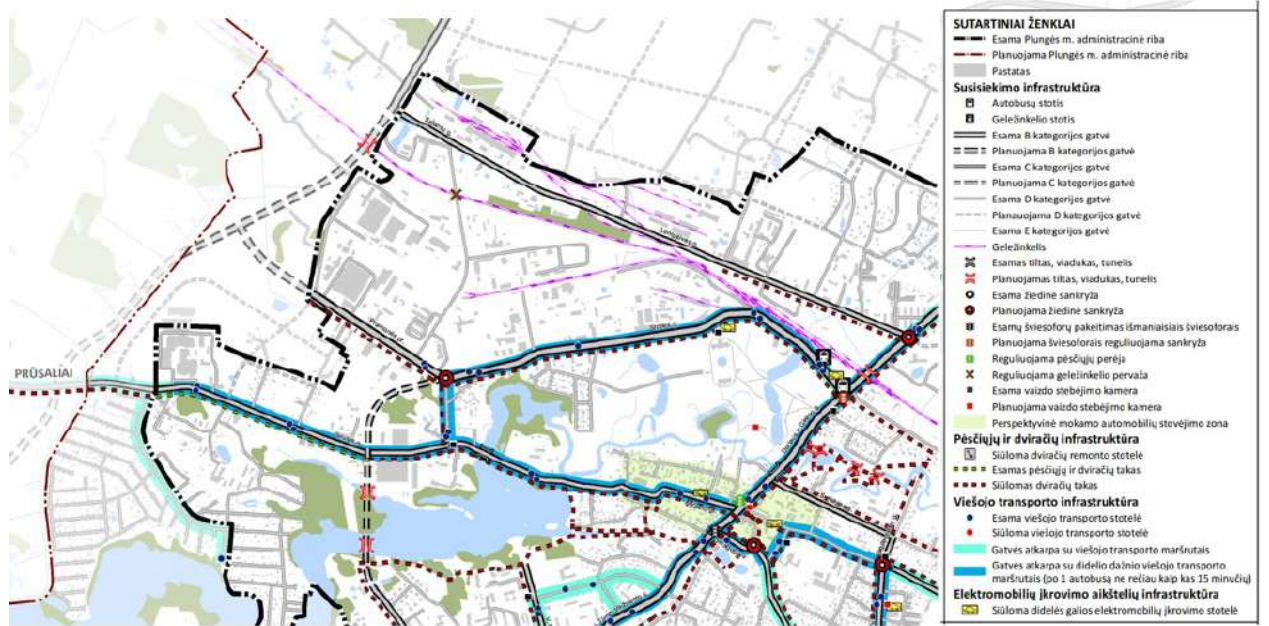 SUTARTINIAI ŽENKLAI
Esama Plungės m. administracinė riba
Planuojama Plungės m. administracinė riba
Pastatas
Susisiekimo infrastruktūra
Autobusų stotis
Geležinkelio stotis
Esama B kategorijos gatvė
Planuojama B kategorijos gatvė
Esama C kategorijos gatvė
Planuojama C kategorijos gatvė
Esama D kategorijos gatvė
Planauojama D kategorijos gatvė
Esama E kategorijos gatvė
Geležinkelis
Esamas tiltas, viadukas, tunelis
Planuojamas tiltas, viadukas, tunelis
Esama žiedinė sankryža
Planuojama žiedinė sankryža
Esamų šviesoforų pakeitimas išmaniaisiais šviesoforais
Planuojama šviesoforais reguliuojama sankryža
Reguliuojama pėsčiųjų perėja
Reguliuojama geležinkelio pervaža
Esama vaizdo stebėjimo kamera
Planuojama vaizdo stebėjimo kamera
Perspektyvinė mokamo automobilių stovėjimo zona
Pėsčiųjų ir dviračių infrastruktūra
Siūloma dviračių remonto stotelė
Esamas pėsčiųjų ir dviračių takas
Siūlomas dviračių takas
Viešojo transporto infrastruktūra
Esama viešojo transporto stotelė
Siūloma viešojo transporto stotelė
Gatvės atkarpa su viešojo transporto maršrutais
Gatvės atkarpa su didelio dažnio viešojo transporto
maršrutais (po 1 autobusą ne rečiau kaip kas 15 minučių)
Elektromobilių įkrovimo aikštelių infrastruktūra
Siūloma didelės galios elektromobilių įkrovimo stotelė
PRŪSALIAI
Salantų g.
Lentpjūvės g.
Pramonės pr.